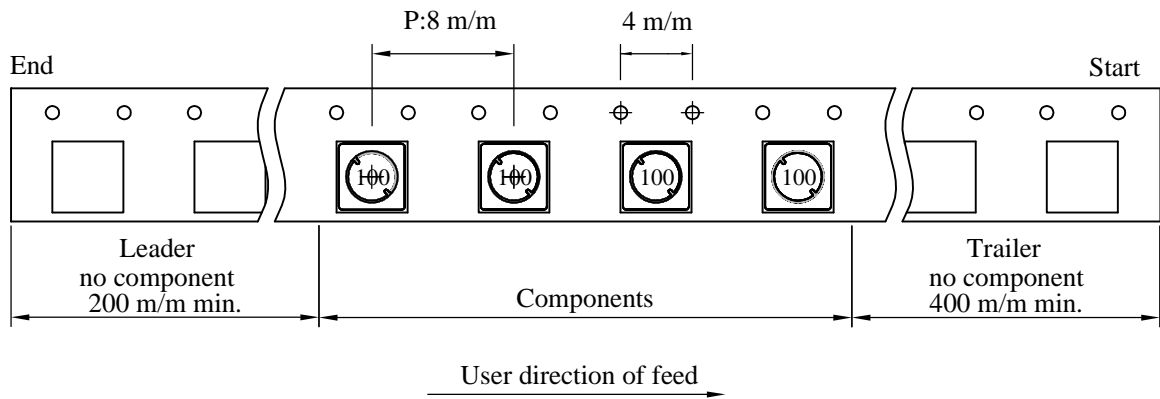 P:8 m/m
4 m/m
End
Start
100
100
100
100
Leader
no component
200 m/m min.
Components
Trailer
no component
400 m/m min.
User direction of feed